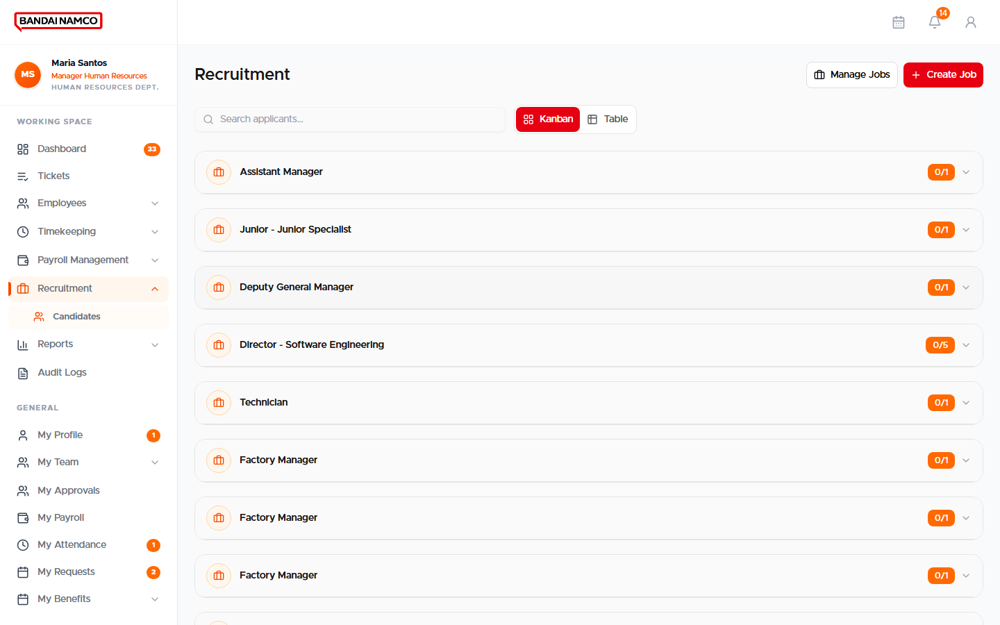 BANDAI NAMCO
14
MS
Maria Santos
Manager Human Resources
HUMAN RESOURCES DEPT.
WORKING SPACE
Dashboard
33
Tickets
Employees
Timekeeping
Payroll Management
Recruitment
Candidates
Reports
Audit Logs
GENERAL
My Profile
1
My Team
My Approvals
My Payroll
My Attendance
1
My Requests
2
My Benefits
Recruitment
Manage Jobs
Create Job
Search applicants...
Kanban
Table
Assistant Manager
0/1
Junior - Junior Specialist
0/1
Deputy General Manager
0/1
Director - Software Engineering
0/5
Technician
0/1
Factory Manager
0/1
Factory Manager
0/1
Factory Manager
0/1